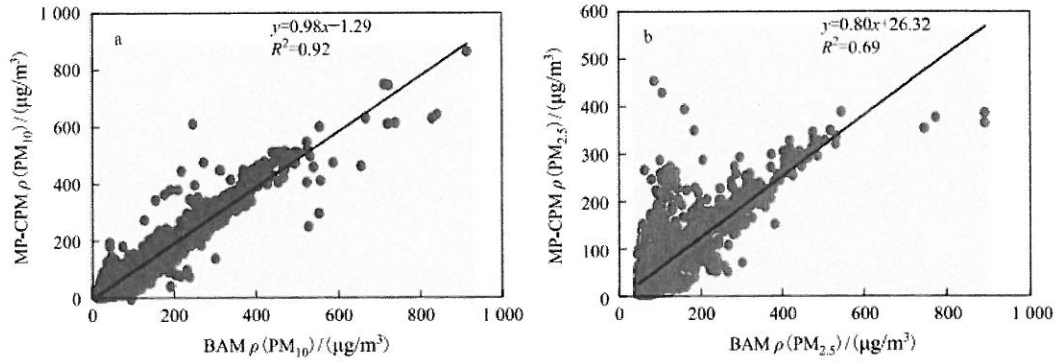 a
y=0.98x−1.29
R²=0.92
MP-CPM ρ(PM₁₀)/(μg/m³)
1 000
800
600
400
200
0
0 200 400 600 800 1 000
BAM ρ(PM₁₀)/(μg/m³)
b
y=0.80x+26.32
R²=0.69
MP-CPM ρ(PM₂.₅)/(μg/m³)
600
500
400
300
200
100
0
0 200 400 600 800 1 000
BAM ρ(PM₂.₅)/(μg/m³)